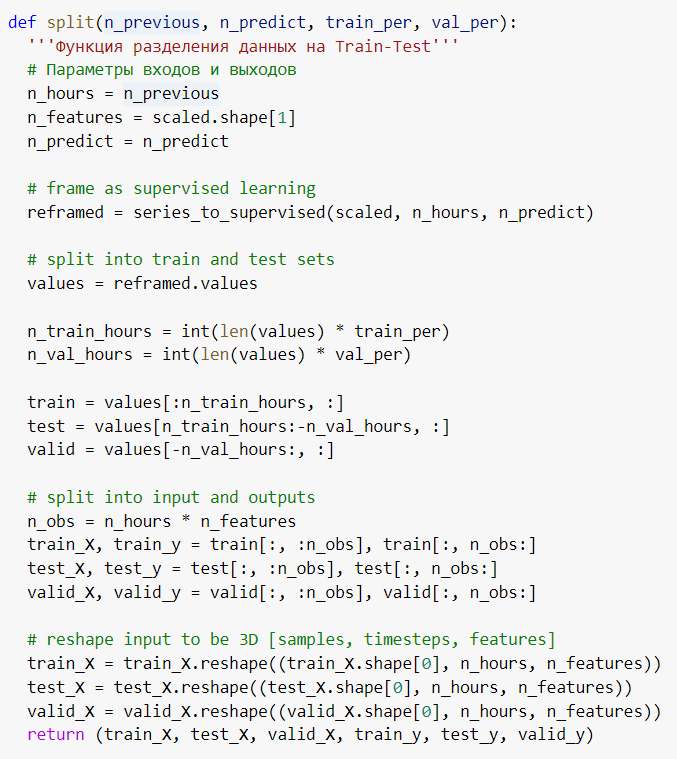 def split(n_previous, n_predict, train_per, val_per):
  '''Функция разделения данных на Train-Test'''
  # Параметры входов и выходов
  n_hours = n_previous
  n_features = scaled.shape[1]
  n_predict = n_predict

  # frame as supervised learning
  reframed = series_to_supervised(scaled, n_hours, n_predict)

  # split into train and test sets
  values = reframed.values

  n_train_hours = int(len(values) * train_per)
  n_val_hours = int(len(values) * val_per)

  train = values[:n_train_hours, :]
  test = values[n_train_hours:-n_val_hours, :]
  valid = values[-n_val_hours:, :]

  # split into input and outputs
  n_obs = n_hours * n_features
  train_X, train_y = train[:, :n_obs], train[:, n_obs:]
  test_X, test_y = test[:, :n_obs], test[:, n_obs:]
  valid_X, valid_y = valid[:, :n_obs], valid[:, n_obs:]

  # reshape input to be 3D [samples, timesteps, features]
  train_X = train_X.reshape((train_X.shape[0], n_hours, n_features))
  test_X = test_X.reshape((test_X.shape[0], n_hours, n_features))
  valid_X = valid_X.reshape((valid_X.shape[0], n_hours, n_features))
  return (train_X, test_X, valid_X, train_y, test_y, valid_y)